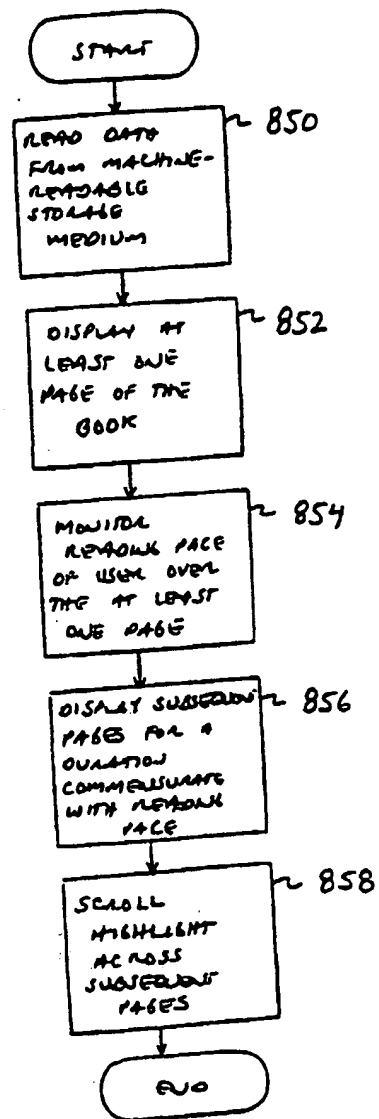 START
850
READ DATA
FROM MACHINE-
READABLE
STORAGE
MEDIUM
852
DISPLAY AT
LEAST ONE
PAGE OF THE
BOOK
854
MONITOR
READING PACE
OF USER OVER
THE AT LEAST
ONE PAGE
856
DISPLAY SUBSEQUENT
PAGES FOR A
DURATION
COMMENSURATE
WITH READING
PACE
858
SCROLL
HIGHLIGHT
ACROSS
SUBSEQUENT
PAGES
END